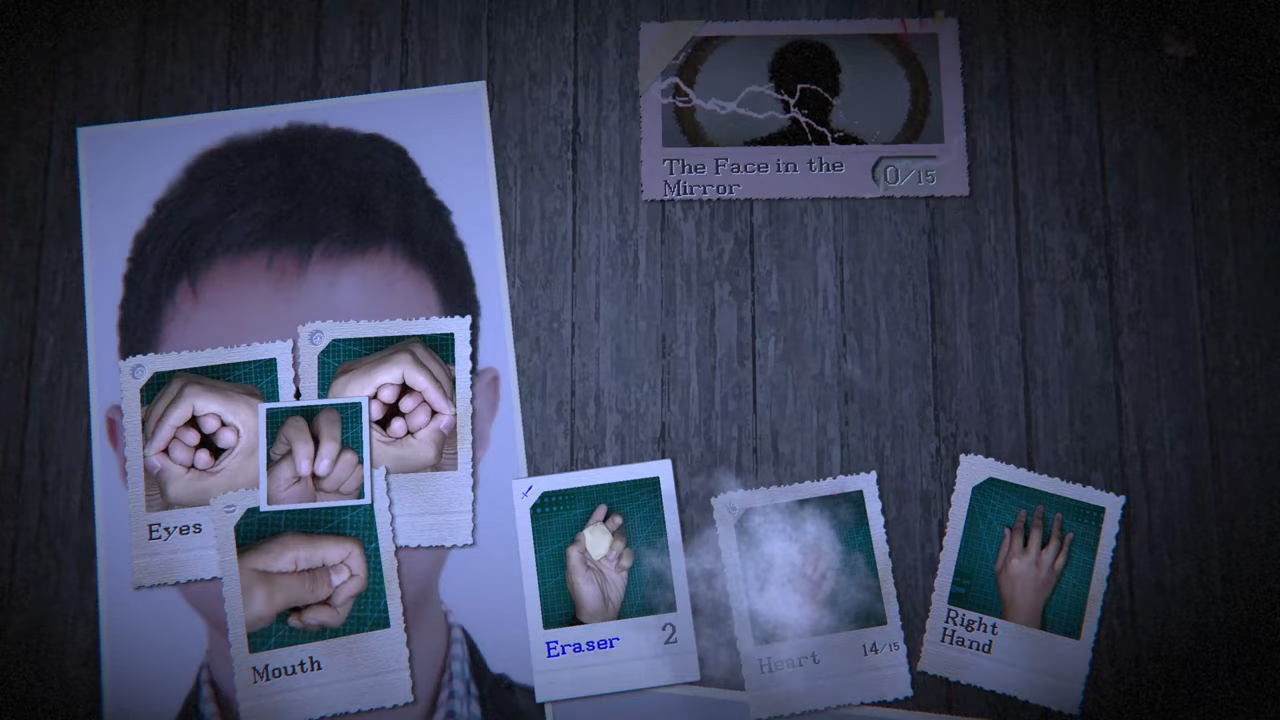 The Face in the
Mirror
0/15
Eyes
Mouth
Eraser
2
Heart
14/15
Right
Hand